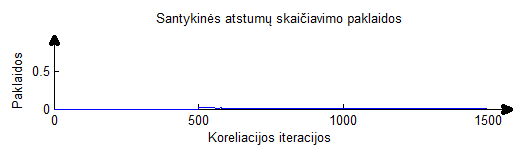 Santykinės atstumų skaičiavimo paklaidos
Paklaidos
0.5
0
0 500 1000 1500
Koreliacijos iteracijos